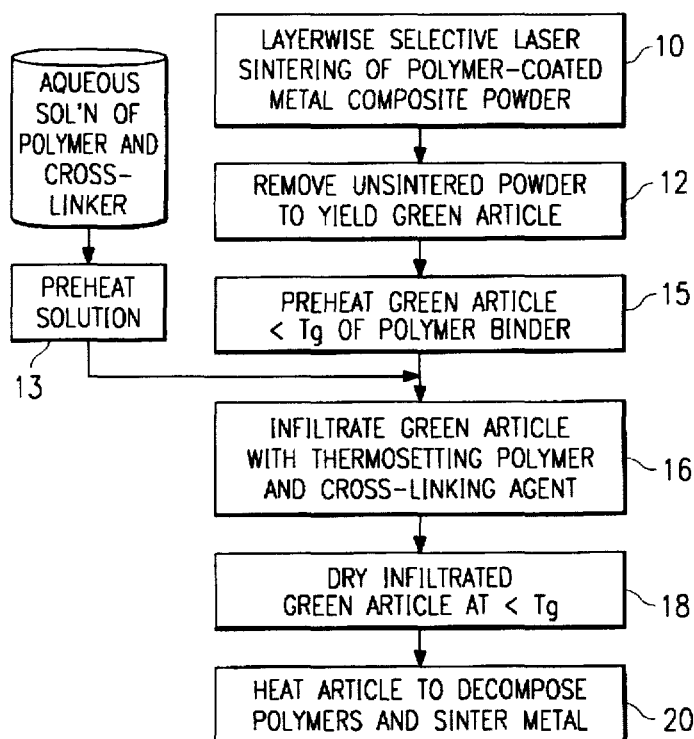 LAYERWISE SELECTIVE LASER
SINTERING OF POLYMER-COATED
METAL COMPOSITE POWDER
10
AQUEOUS
SOL'N OF
POLYMER AND
CROSS-
LINKER
REMOVE UNSINTERED POWDER
TO YIELD GREEN ARTICLE
12
PREHEAT
SOLUTION
13
PREHEAT GREEN ARTICLE
< Tg OF POLYMER BINDER
15
INFILTRATE GREEN ARTICLE
WITH THERMOSETTING POLYMER
AND CROSS-LINKING AGENT
16
DRY INFILTRATED
GREEN ARTICLE AT < Tg
18
HEAT ARTICLE TO DECOMPOSE
POLYMERS AND SINTER METAL
20